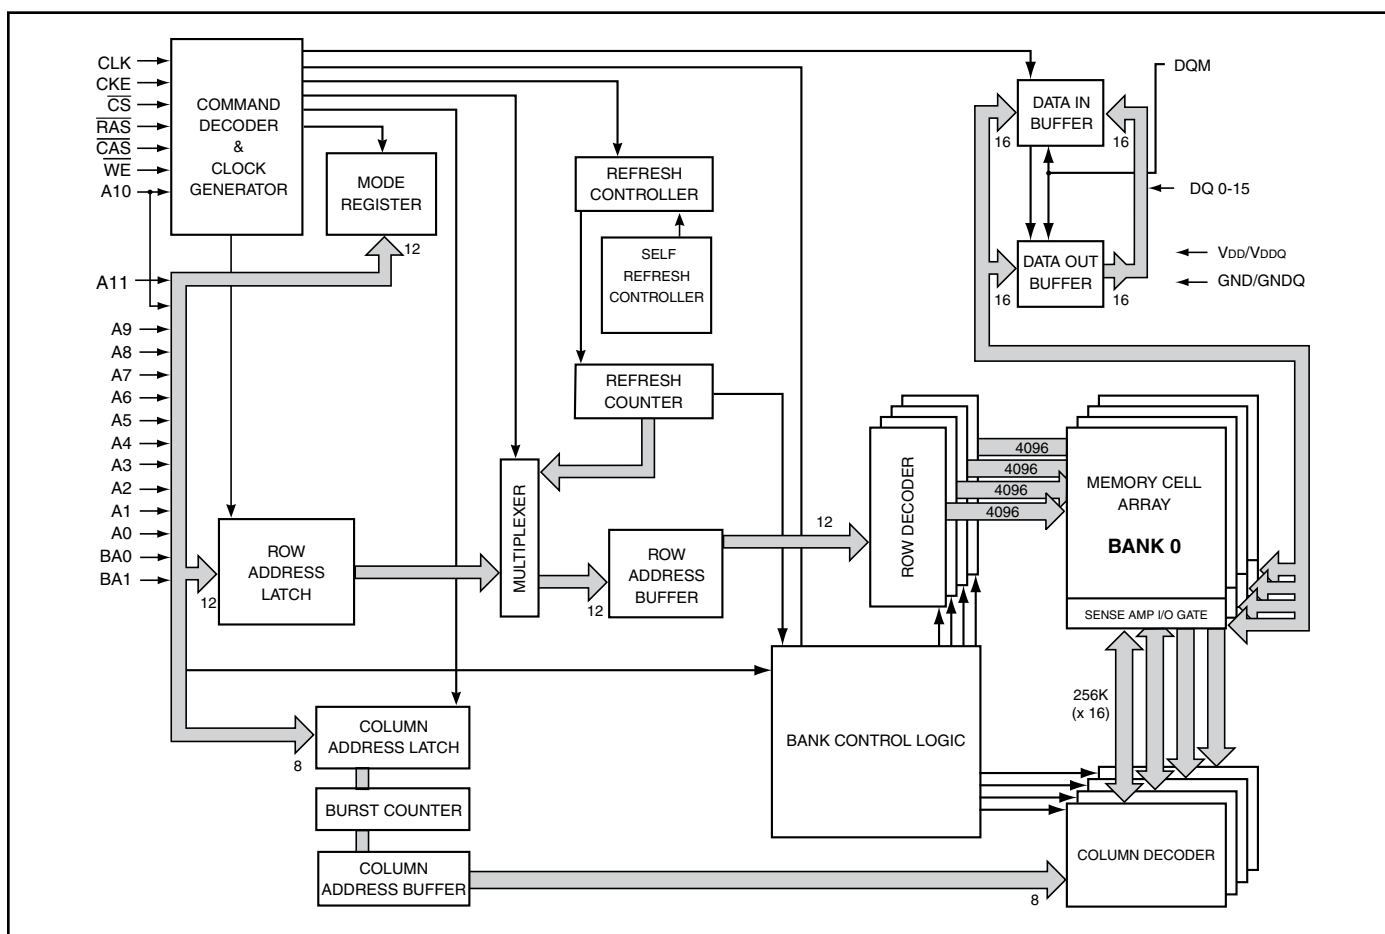 CLK
CKE
C̅S̅
R̅A̅S̅
C̅A̅S̅
W̅E̅
A10
A11
A9
A8
A7
A6
A5
A4
A3
A2
A1
A0
BA0
BA1
COMMAND
DECODER
&
CLOCK
GENERATOR
MODE
REGISTER
12
REFRESH
CONTROLLER
SELF
REFRESH
CONTROLLER
REFRESH
COUNTER
DATA IN
BUFFER
16
16
DQM
DQ 0-15
DATA OUT
BUFFER
16
16
VDD/VDDQ
GND/GNDQ
12
ROW
ADDRESS
LATCH
MULTIPLEXER
12
ROW
ADDRESS
BUFFER
12
ROW DECODER
4096
4096
4096
4096
MEMORY CELL
ARRAY
BANK 0
SENSE AMP I/O GATE
256K
(x 16)
BANK CONTROL LOGIC
8
COLUMN
ADDRESS LATCH
BURST COUNTER
COLUMN
ADDRESS BUFFER
8
COLUMN DECODER